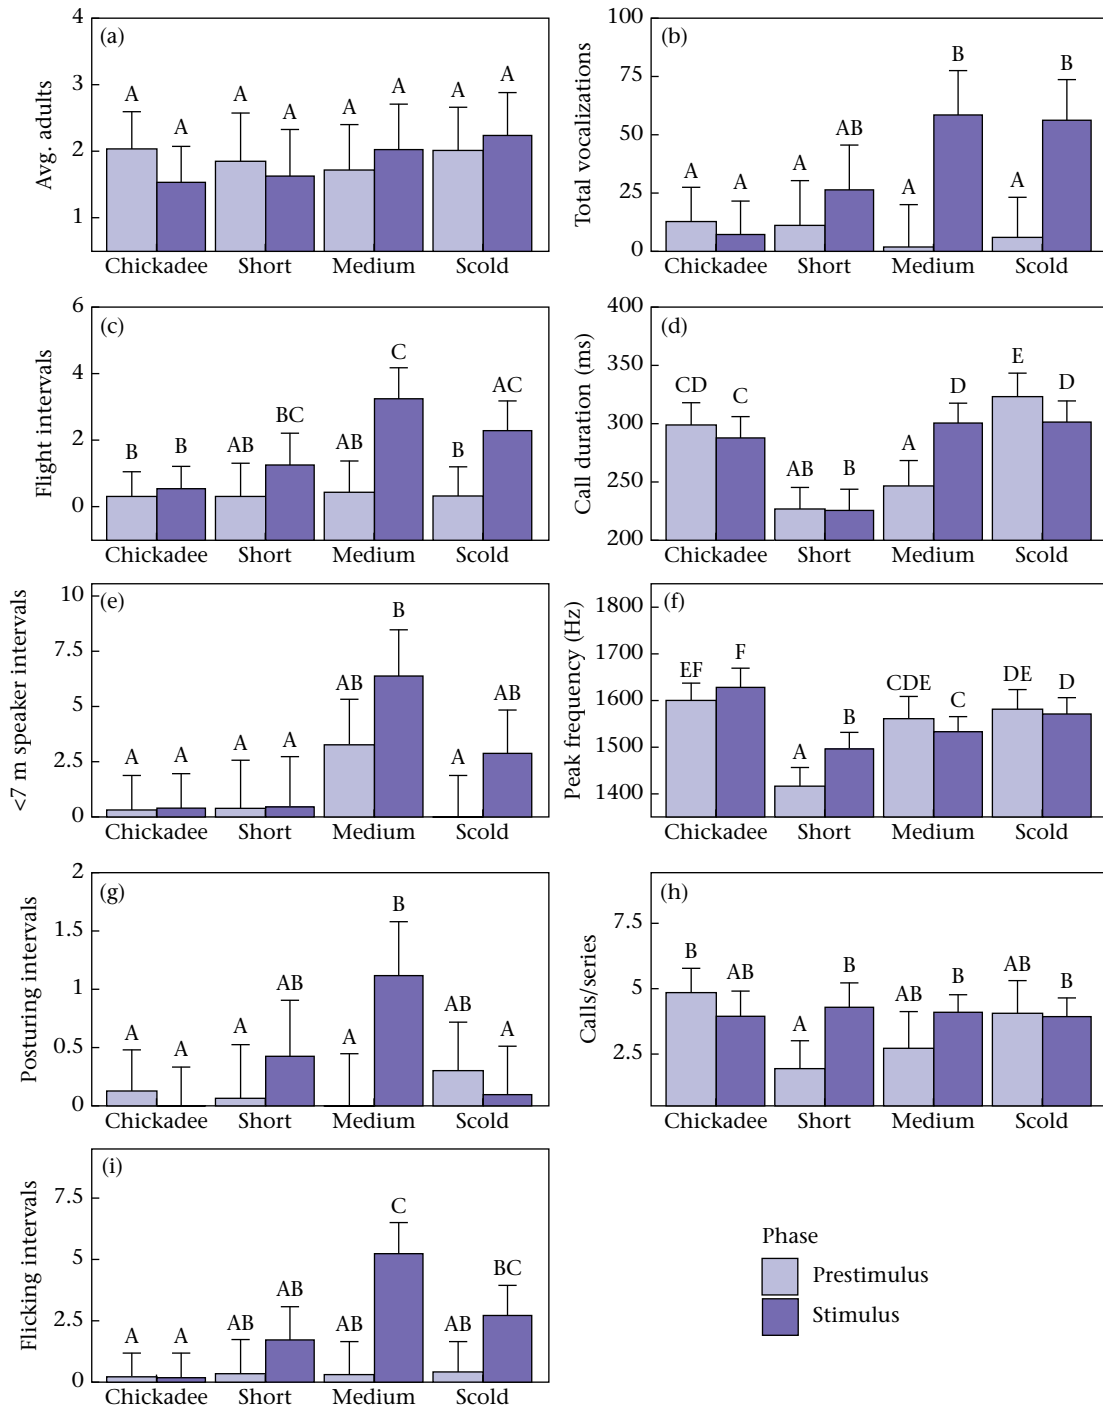 (a)
Avg. adults
4
3
2
1
A A A A A A A A
Chickadee Short Medium Scold
(b)
Total vocalizations
100
75
50
25
0
A A A AB A B A B
Chickadee Short Medium Scold
(c)
Flight intervals
6
4
2
0
B B AB BC AB C B AC
Chickadee Short Medium Scold
(d)
Call duration (ms)
400
350
300
250
200
CD C AB B A D E D
Chickadee Short Medium Scold
(e)
<7 m speaker intervals
10
7.5
5
2.5
0
A A A A AB B A AB
Chickadee Short Medium Scold
(f)
Peak frequency (Hz)
1800
1700
1600
1500
1400
EF F A B CDE C DE D
Chickadee Short Medium Scold
(g)
Posturing intervals
2
1.5
1
0.5
0
A A A AB A B AB A
Chickadee Short Medium Scold
(h)
Calls/series
7.5
5
2.5
B AB A B AB B AB B
Chickadee Short Medium Scold
(i)
Flicking intervals
7.5
5
2.5
0
A A AB AB AB C AB BC
Chickadee Short Medium Scold
Phase
Prestimulus
Stimulus